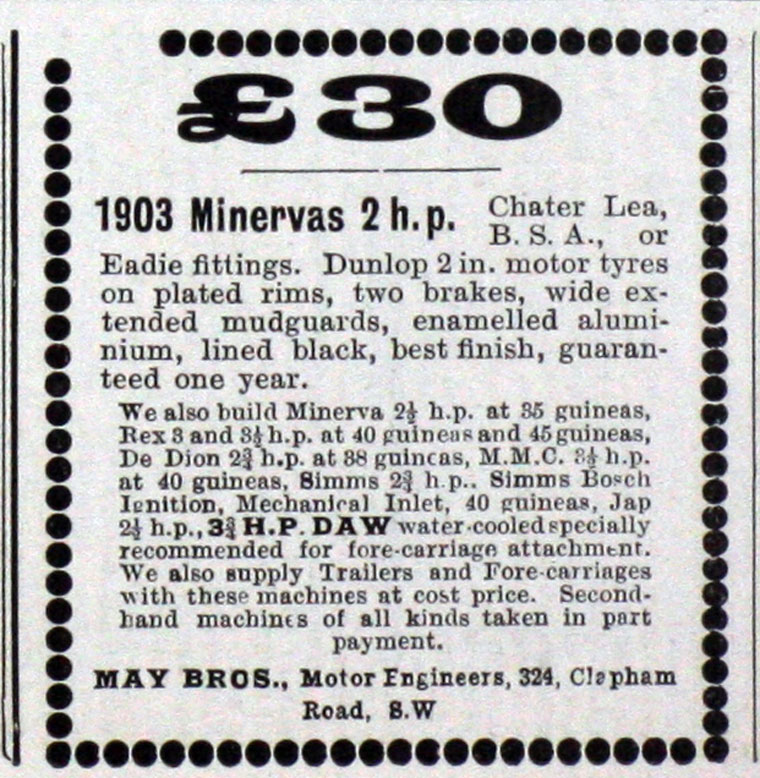 £30
1903 Minervas 2 h.p. Chater Lea,
B. S. A., or
Eadie fittings. Dunlop 2 in. motor tyres
on plated rims, two brakes, wide ex-
tended mudguards, enamelled alumi-
nium, lined black, best finish, guaran-
teed one year.
We also build Minerva 2½ h.p. at 35 guineas,
Rex 3 and 3½ h.p. at 40 guineas and 45 guineas,
De Dion 2¾ h.p. at 38 guineas, M.M.C. 3½ h.p.
at 40 guineas, Simms 2¾ h.p.. Simms Bosch
Ignition, Mechanical Inlet, 40 guineas, Jap
2½ h.p., 3¾ H.P. DAW water-cooled specially
recommended for fore-carriage attachment.
We also supply Trailers and Fore-carriages
with these machines at cost price. Second-
hand machines of all kinds taken in part
payment.
MAY BROS., Motor Engineers, 324, Clapham
Road, S.W